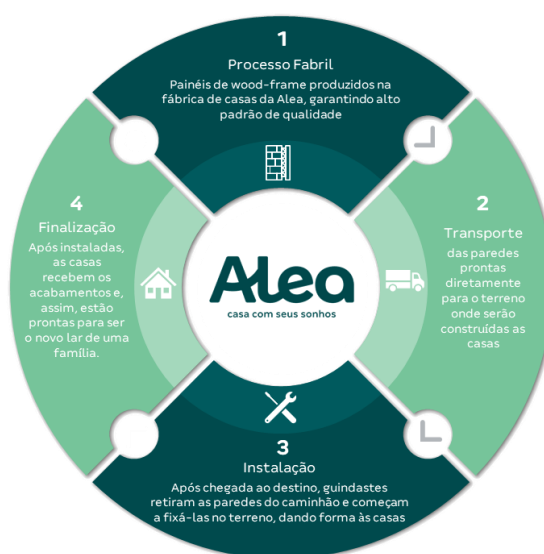 1
Processo Fabril
Painéis de wood-frame produzidos na
fábrica de casas da Alea, garantindo alto
padrão de qualidade
2
Transporte
das paredes
prontas
diretamente
para o terreno
onde serão
construídas as
casas
3
Instalação
Após chegada ao destino, guindastes
retiram as paredes do caminhão e começam
a fixá-las no terreno, dando forma às casas
4
Finalização
Após instaladas,
as casas
recebem os
acabamentos e,
assim, estão
prontas para ser
o novo lar de uma
família.
Alea
casa com seus sonhos